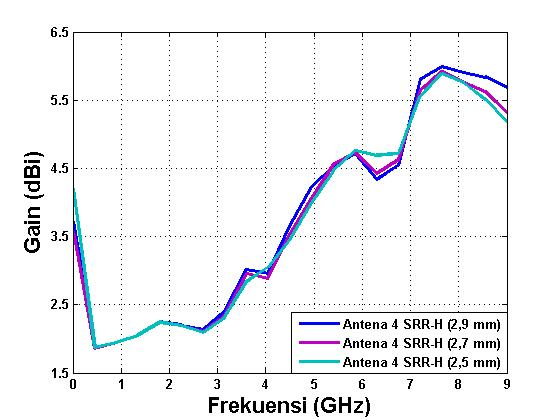 6.5
5.5
4.5
3.5
2.5
1.5
Gain (dBi)
Antena 4 SRR-H (2,9 mm)
Antena 4 SRR-H (2,7 mm)
Antena 4 SRR-H (2,5 mm)
0 1 2 3 4 5 6 7 8 9
Frekuensi (GHz)